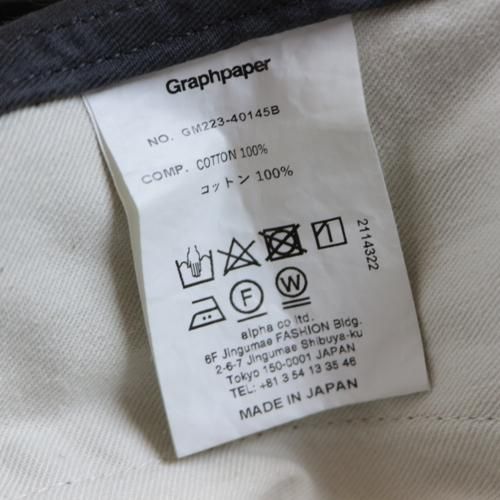 Graphpaper
NO. GM223-40145B
COMP. COTTON 100%
コットン 100%
2114322
F
W
alpha co ltd.
6F Jingumae FASHION Bldg.
2-6-7 Jingumae Shibuya-ku
Tokyo 150-0001 JAPAN
TEL: +81 3 54 13 35 46
MADE IN JAPAN